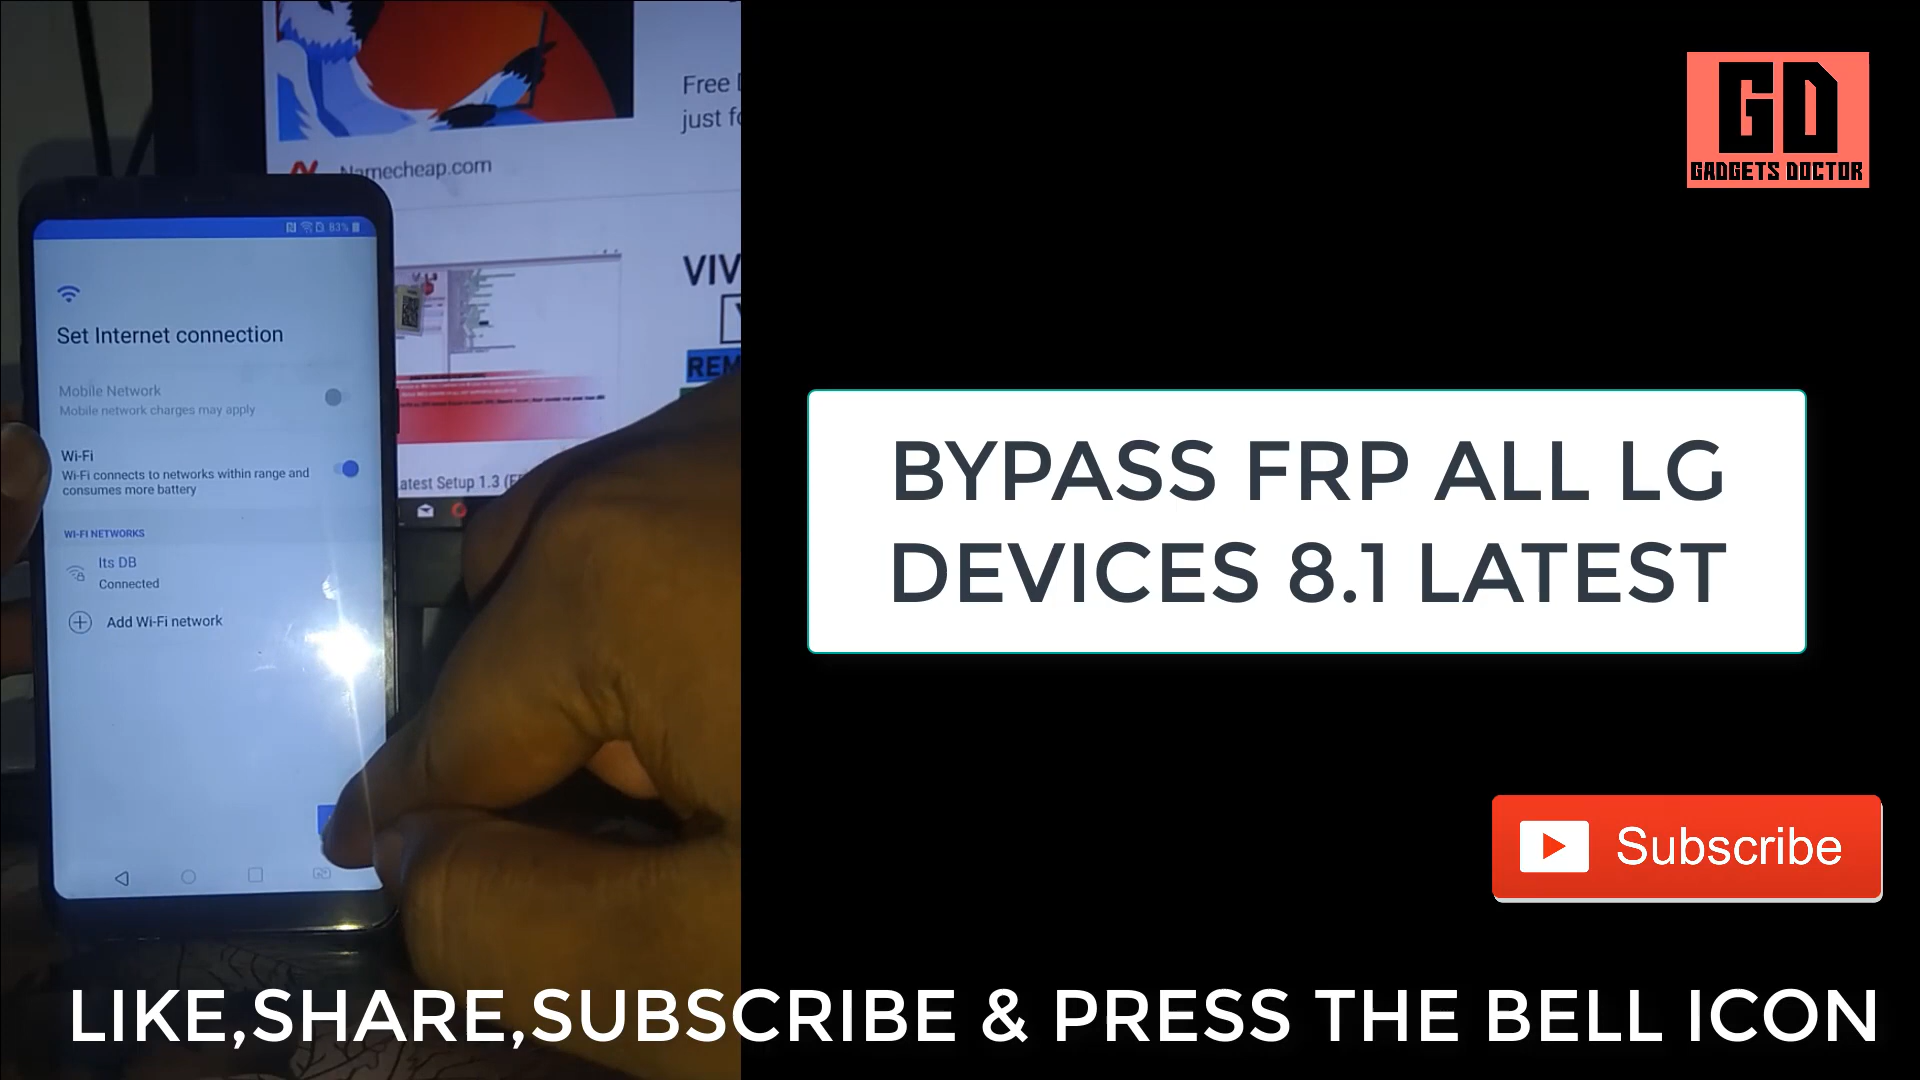 Free
just
Namecheap.com
83%
Set Internet connection
Mobile Network
Mobile network charges may apply
Wi-Fi
Wi-Fi connects to networks within range and
consumes more battery
WI-FI NETWORKS
Its DB
Connected
Add Wi-Fi network
VIV
REM
atest Setup 1.3
GD
GADGETS DOCTOR
BYPASS FRP ALL LG
DEVICES 8.1 LATEST
Subscribe
LIKE,SHARE,SUBSCRIBE & PRESS THE BELL ICON